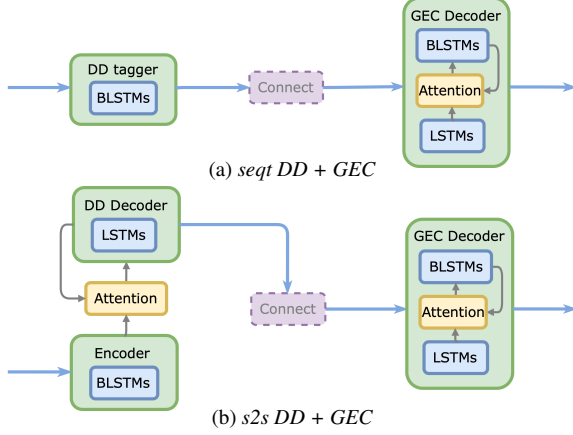 GEC Decoder
BLSTMs
DD tagger
BLSTMs
Connect
Attention
LSTMs
(a) seqt DD + GEC
DD Decoder
LSTMs
GEC Decoder
BLSTMs
Attention
Connect
Attention
Encoder
LSTMs
BLSTMs
(b) s2s DD + GEC